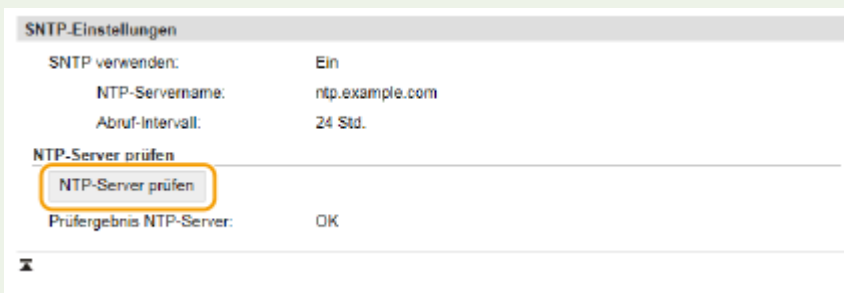 SNTP-Einstellungen
SNTP verwenden: Ein
NTP-Servername: ntp.example.com
Abruf-Intervall: 24 Std.
NTP-Server prüfen
NTP-Server prüfen
Prüfergebnis NTP-Server: OK